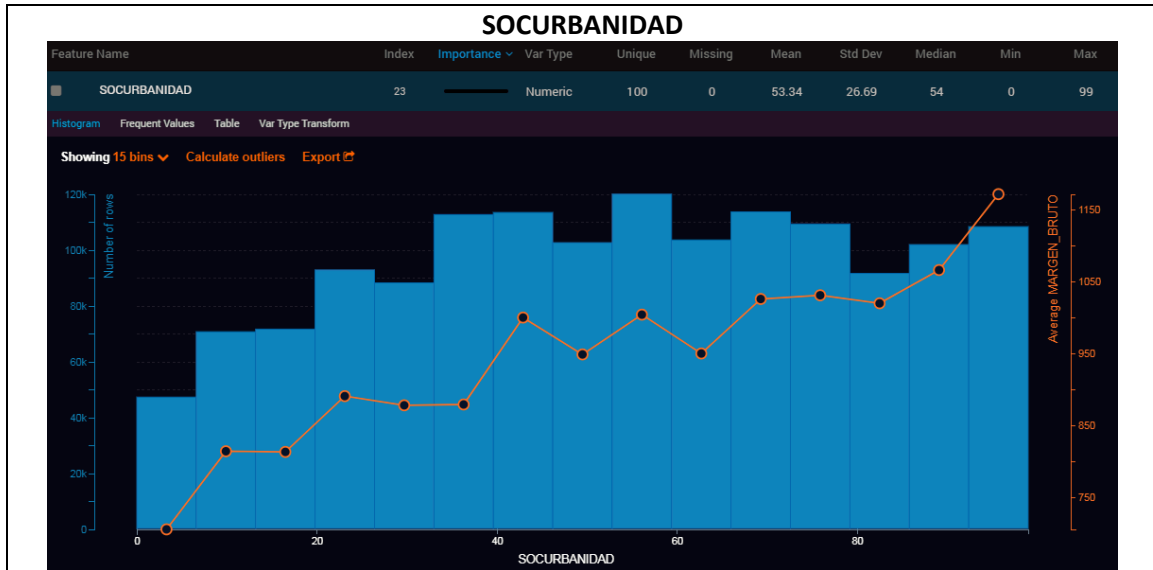 SOCURBANIDAD
Feature Name Index Importance Var Type Unique Missing Mean Std Dev Median Min Max
SOCURBANIDAD 23 Numeric 100 0 53.34 26.69 54 0 99
Histogram Frequent Values Table Var Type Transform
Showing 15 bins Calculate outliers Export
120k
100k
80k
60k
40k
20k
0
Number of rows
1150
1050
950
850
750
Average MARGEN_BRUTO
0 20 40 60 80
SOCURBANIDAD